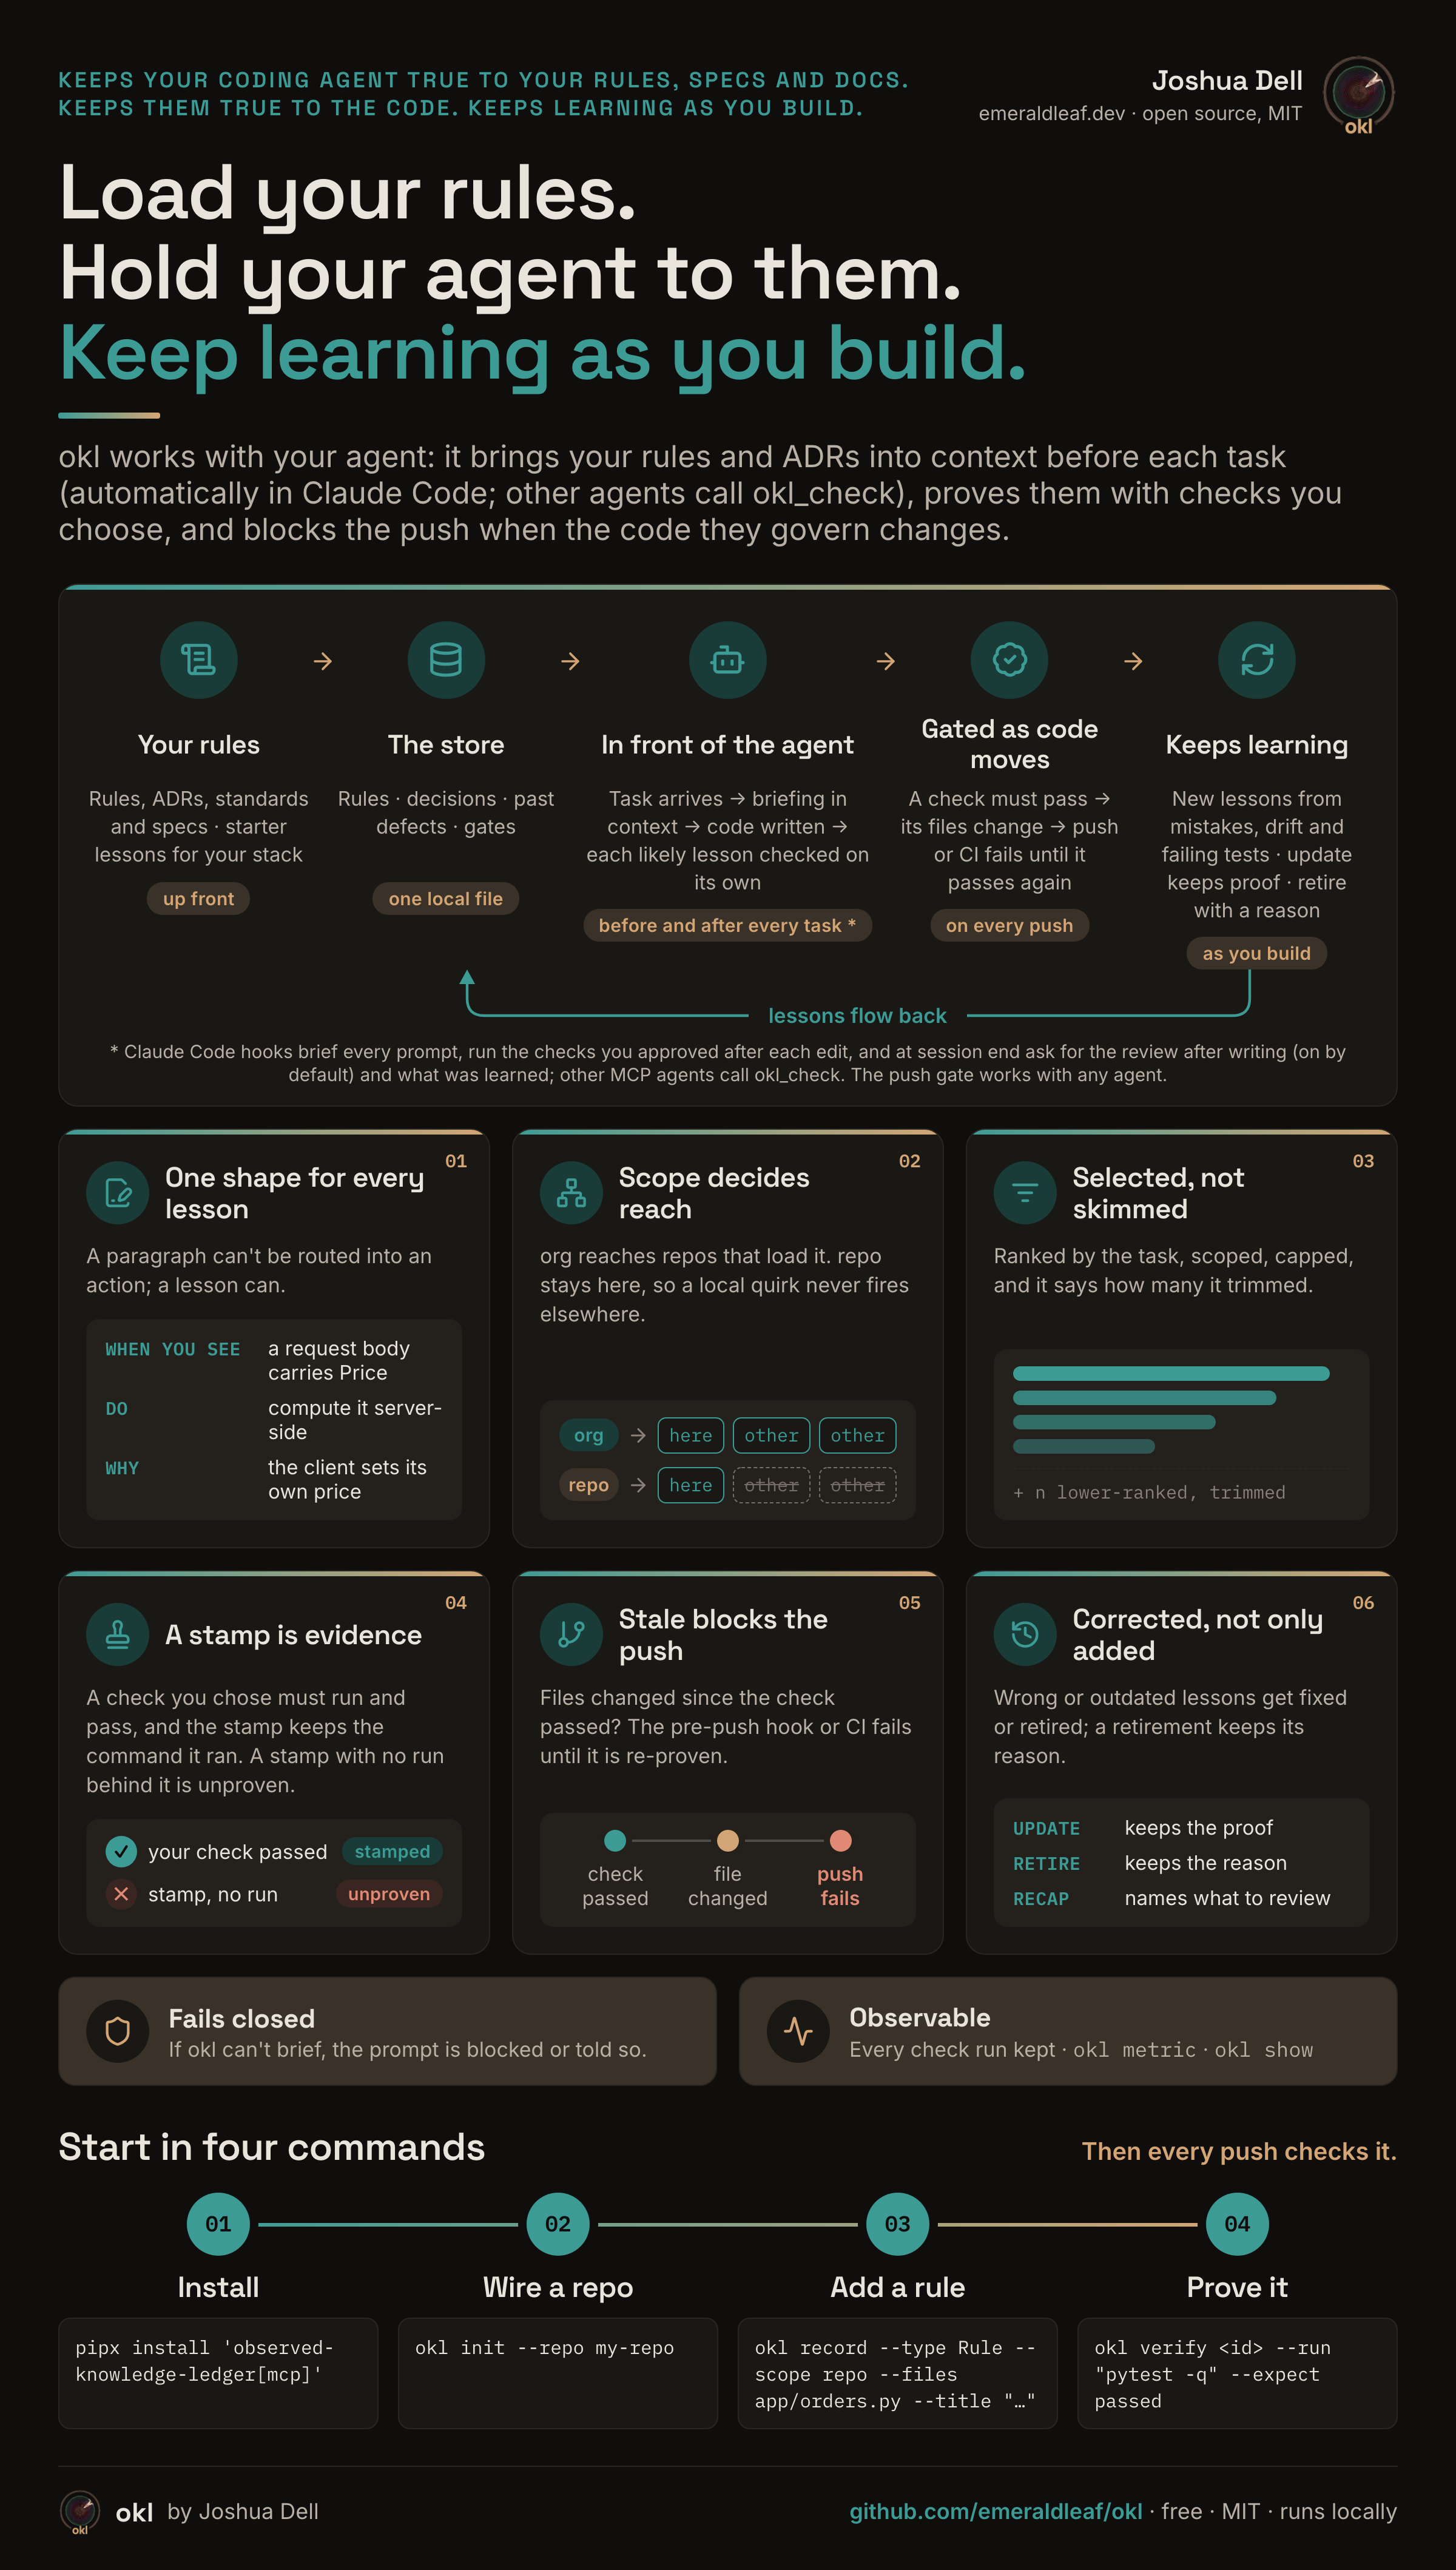 KEEPS YOUR CODING AGENT TRUE TO YOUR RULES, SPECS AND DOCS.
KEEPS THEM TRUE TO THE CODE. KEEPS LEARNING AS YOU BUILD.
Joshua Dell
emeraldleaf.dev · open source, MIT
okl
Load your rules.
Hold your agent to them.
Keep learning as you build.
okl works with your agent: it brings your rules and ADRs into context before each task
(automatically in Claude Code; other agents call okl_check), proves them with checks you
choose, and blocks the push when the code they govern changes.
→
→
→
→
Your rules
Rules, ADRs, standards
and specs · starter
lessons for your stack
up front
The store
Rules · decisions · past
defects · gates
one local file
In front of the agent
Task arrives → briefing in
context → code written →
each likely lesson checked on
its own
before and after every task *
Gated as code
moves
A check must pass →
its files change → push
or CI fails until it
passes again
on every push
Keeps learning
New lessons from
mistakes, drift and
failing tests · update
keeps proof · retire
with a reason
as you build
lessons flow back
* Claude Code hooks brief every prompt, run the checks you approved after each edit, and at session end ask for the review after writing (on by
default) and what was learned; other MCP agents call okl_check. The push gate works with any agent.
01
One shape for every
lesson
A paragraph can't be routed into an
action; a lesson can.
WHEN YOU SEE a request body
carries Price
DO compute it server-
side
WHY the client sets its
own price
02
Scope decides
reach
org reaches repos that load it. repo
stays here, so a local quirk never fires
elsewhere.
org → here other other
repo → here other other
03
Selected, not
skimmed
Ranked by the task, scoped, capped,
and it says how many it trimmed.
+ n lower-ranked, trimmed
04
A stamp is evidence
A check you chose must run and
pass, and the stamp keeps the
command it ran. A stamp with no run
behind it is unproven.
your check passed stamped
stamp, no run unproven
05
Stale blocks the
push
Files changed since the check
passed? The pre-push hook or CI fails
until it is re-proven.
check
passed
file
changed
push
fails
06
Corrected, not only
added
Wrong or outdated lessons get fixed
or retired; a retirement keeps its
reason.
UPDATE keeps the proof
RETIRE keeps the reason
RECAP names what to review
Fails closed
If okl can't brief, the prompt is blocked or told so.
Observable
Every check run kept · okl metric · okl show
Start in four commands
Then every push checks it.
01
02
03
04
Install
pipx install 'observed-
knowledge-ledger[mcp]'
Wire a repo
okl init --repo my-repo
Add a rule
okl record --type Rule --
scope repo --files
app/orders.py --title "…"
Prove it
okl verify <id> --run
"pytest -q" --expect
passed
okl
okl by Joshua Dell
github.com/emeraldleaf/okl · free · MIT · runs locally